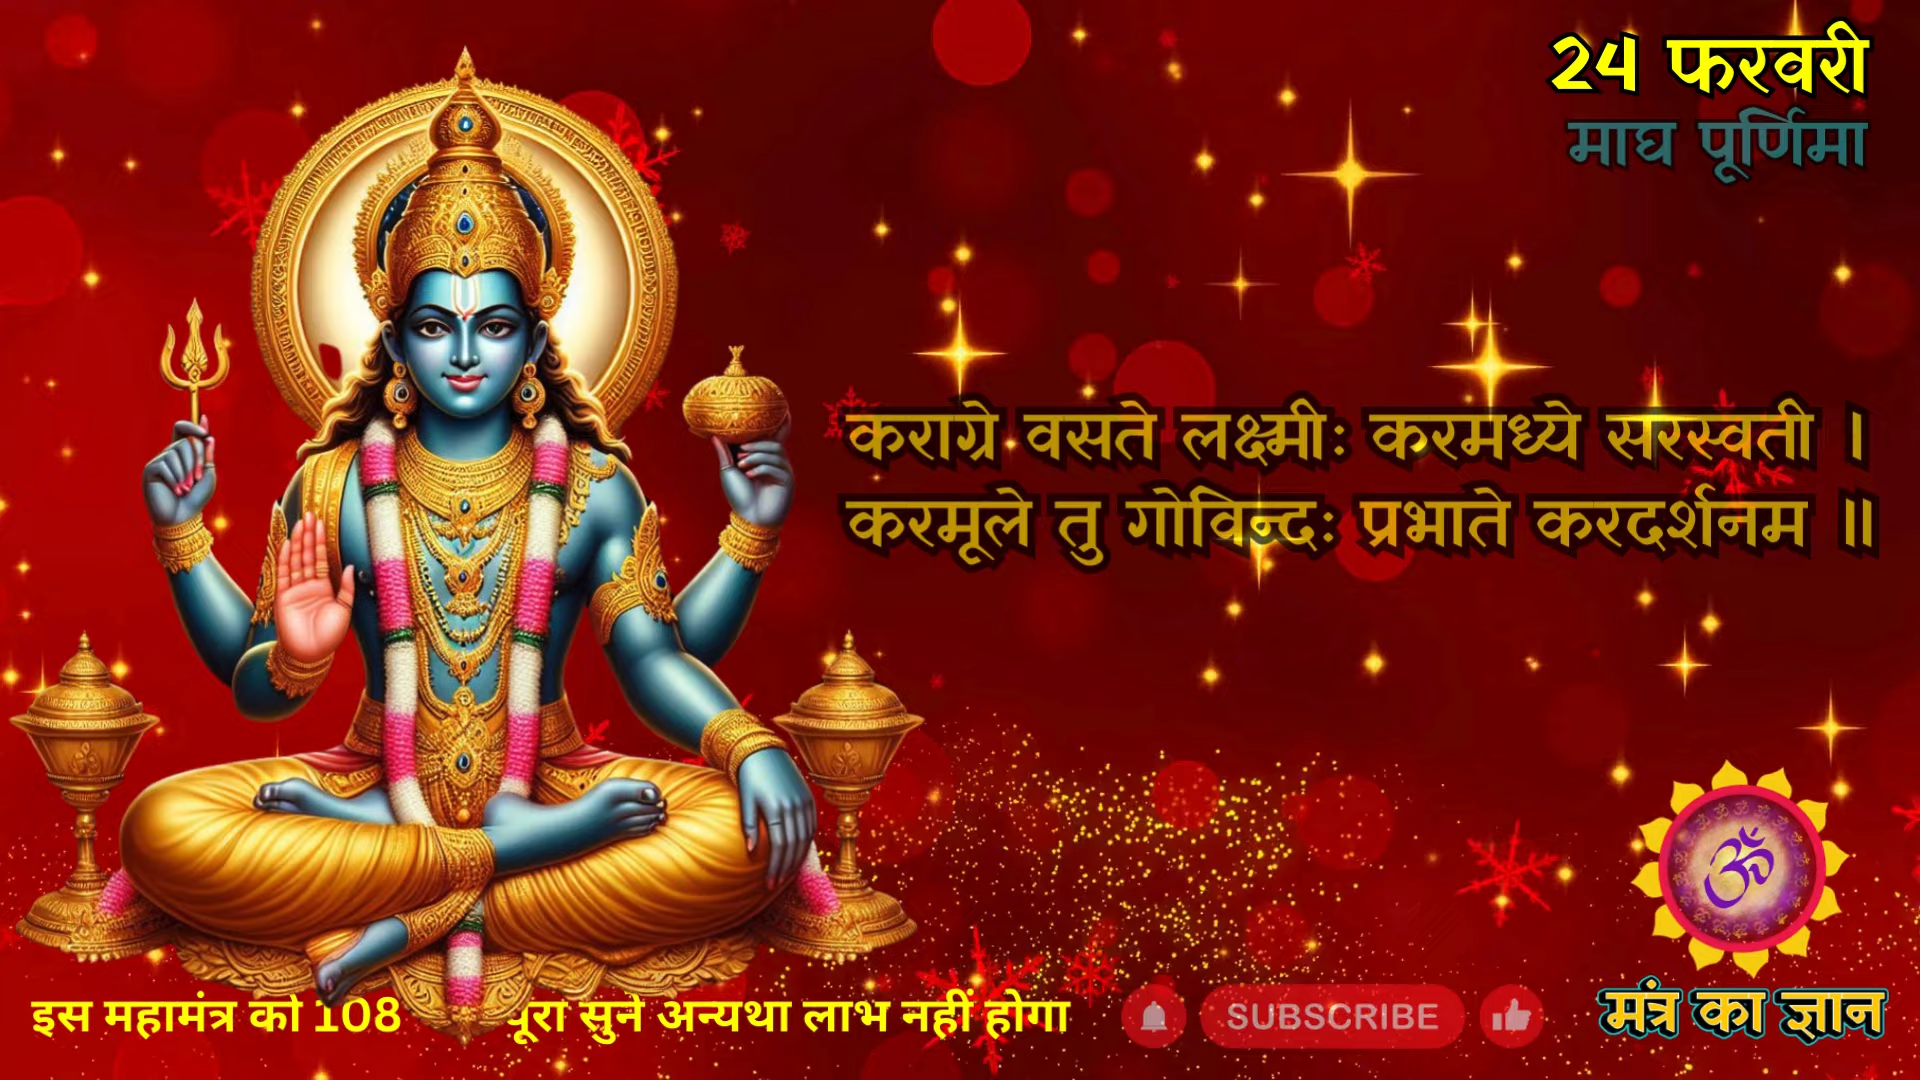 24 फरवरी
माघ पूर्णिमा
कराग्रे वसते लक्ष्मीः करमध्ये सरस्वती ।
करमूले तु गोविन्दः प्रभाते करदर्शनम ॥
ॐ
इस महामंत्र को 108 पूरा सुने अन्यथा लाभ नहीं होगा
SUBSCRIBE
मंत्र का ज्ञान